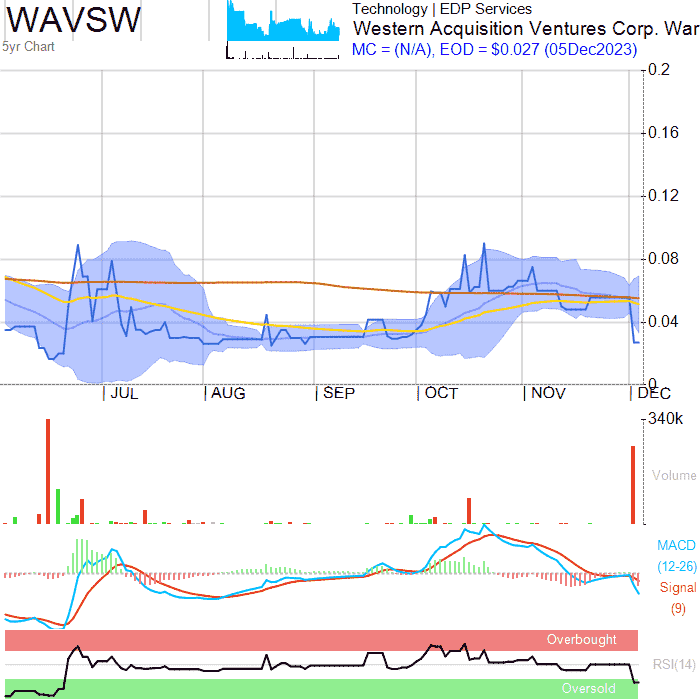 WAVSW
5yr Chart
Technology | EDP Services
Western Acquisition Ventures Corp. War
MC = (N/A), EOD = $0.027 (05Dec2023)
0.2
0.16
0.12
0.08
0.04
0
JUL AUG SEP OCT NOV DEC
340k
Volume
MACD
(12-26)
Signal
(9)
Overbought
RSI(14)
Oversold